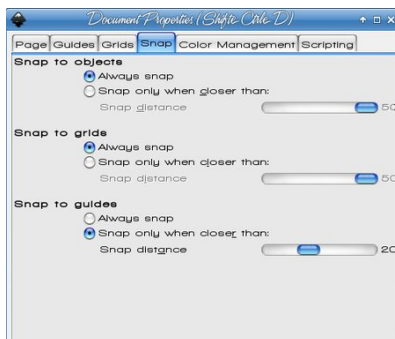 Document Properties (Shift+Ctrl+D)
Page Guides Grids Snap Color Management Scripting
Snap to objects
Always snap
Snap only when closer than:
Snap distance 50
Snap to grids
Always snap
Snap only when closer than:
Snap distance 50
Snap to guides
Always snap
Snap only when closer than:
Snap distance 20